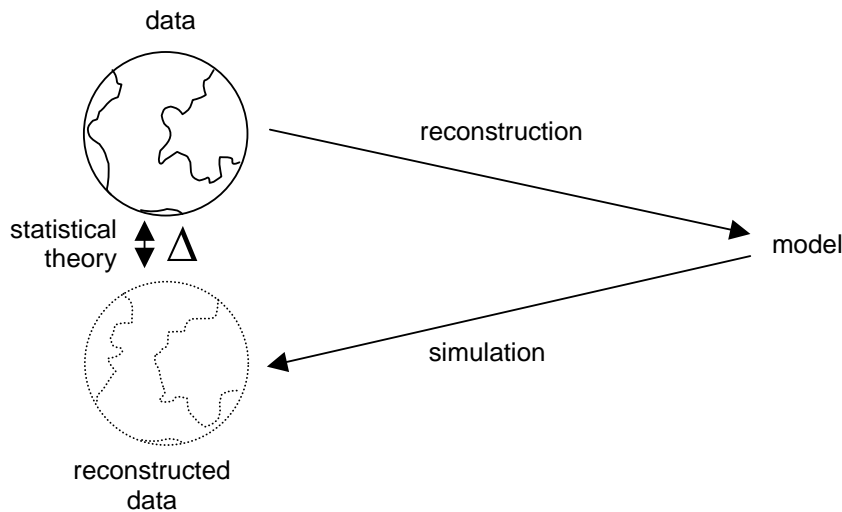 data
reconstruction
statistical
theory
Δ
model
simulation
reconstructed
data